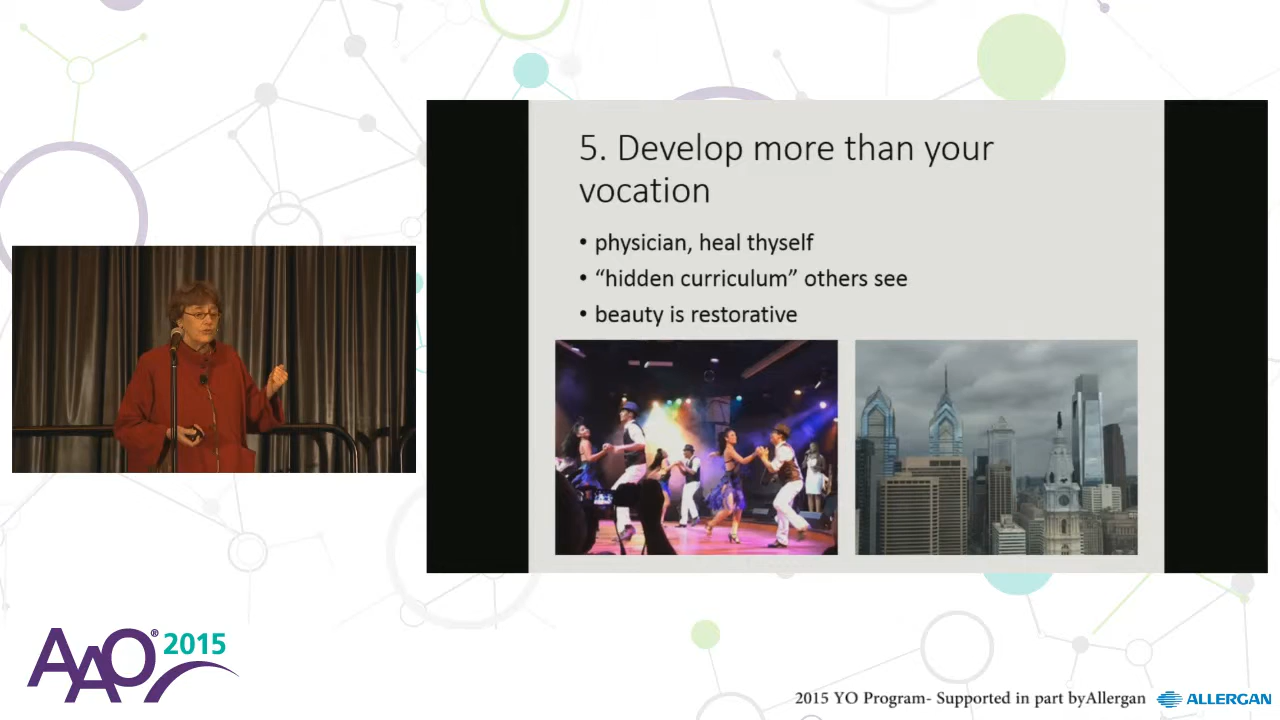 5. Develop more than your
vocation
• physician, heal thyself
• “hidden curriculum” others see
• beauty is restorative
AAO® 2015
2015 YO Program- Supported in part byAllergan
ALLERGAN